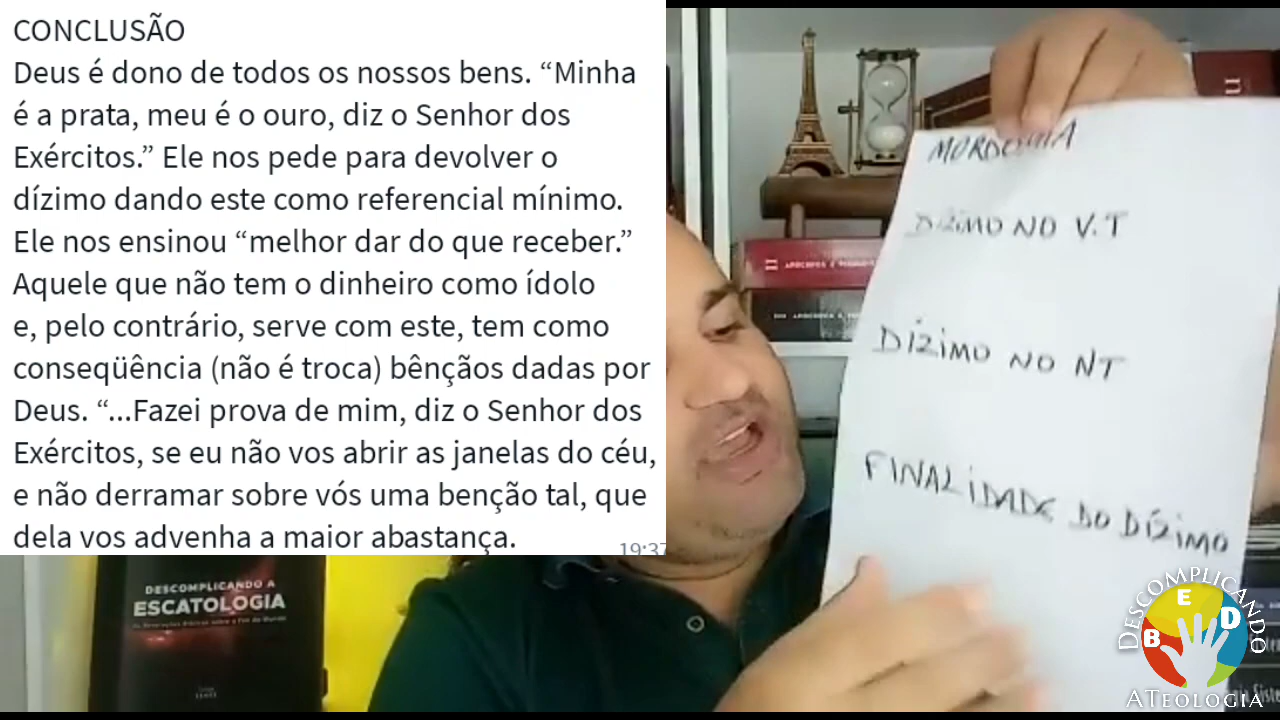 CONCLUSÃO
Deus é dono de todos os nossos bens. “Minha
é a prata, meu é o ouro, diz o Senhor dos
Exércitos.” Ele nos pede para devolver o
dízimo dando este como referencial mínimo.
Ele nos ensinou “melhor dar do que receber.”
Aquele que não tem o dinheiro como ídolo
e, pelo contrário, serve com este, tem como
conseqüência (não é troca) bênçãos dadas por
Deus. “...Fazei prova de mim, diz o Senhor dos
Exércitos, se eu não vos abrir as janelas do céu,
e não derramar sobre vós uma benção tal, que
dela vos advenha a maior abastança.
19:37
MORDOMIA
DÍZIMO NO V.T
DÍZIMO NO NT
FINALIDADE DO DÍZIMO
DESCOMPLICANDO A
ESCATOLOGIA
DESCOMPLICANDO
E
B D
A TEOLOGIA